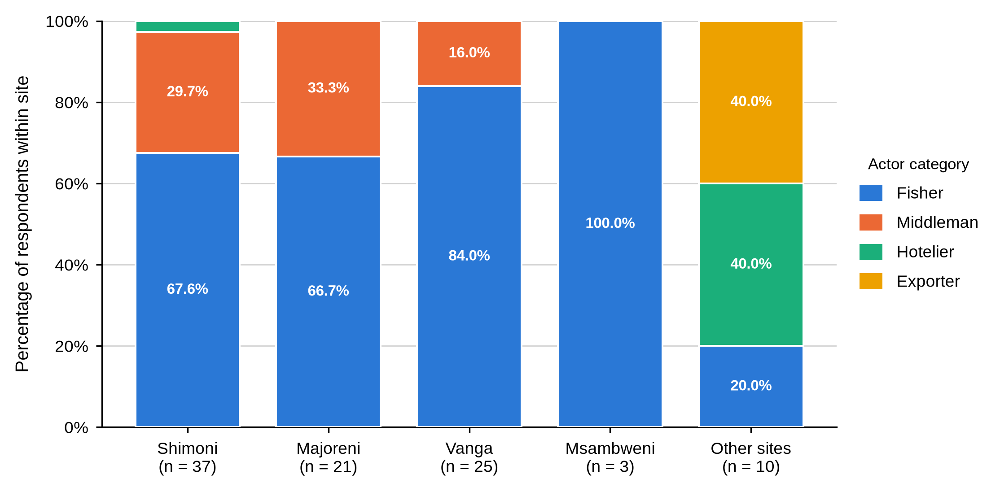 Percentage of respondents within site
100%
80%
60%
40%
20%
0%
29.7%
67.6%
33.3%
66.7%
16.0%
84.0%
100.0%
40.0%
40.0%
20.0%
Shimoni
(n = 37)
Majoreni
(n = 21)
Vanga
(n = 25)
Msambweni
(n = 3)
Other sites
(n = 10)
Actor category
Fisher
Middleman
Hotelier
Exporter